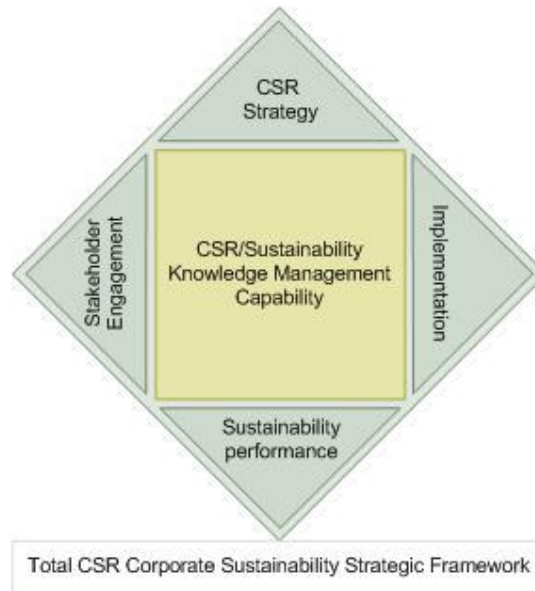 CSR
Strategy
Stakeholder
Engagement
CSR/Sustainability
Knowledge Management
Capability
Implementation
Sustainability
performance
Total CSR Corporate Sustainability Strategic Framework